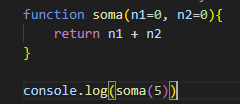 function soma(n1=0, n2=0){
    return n1 + n2
}

console.log(soma(5))